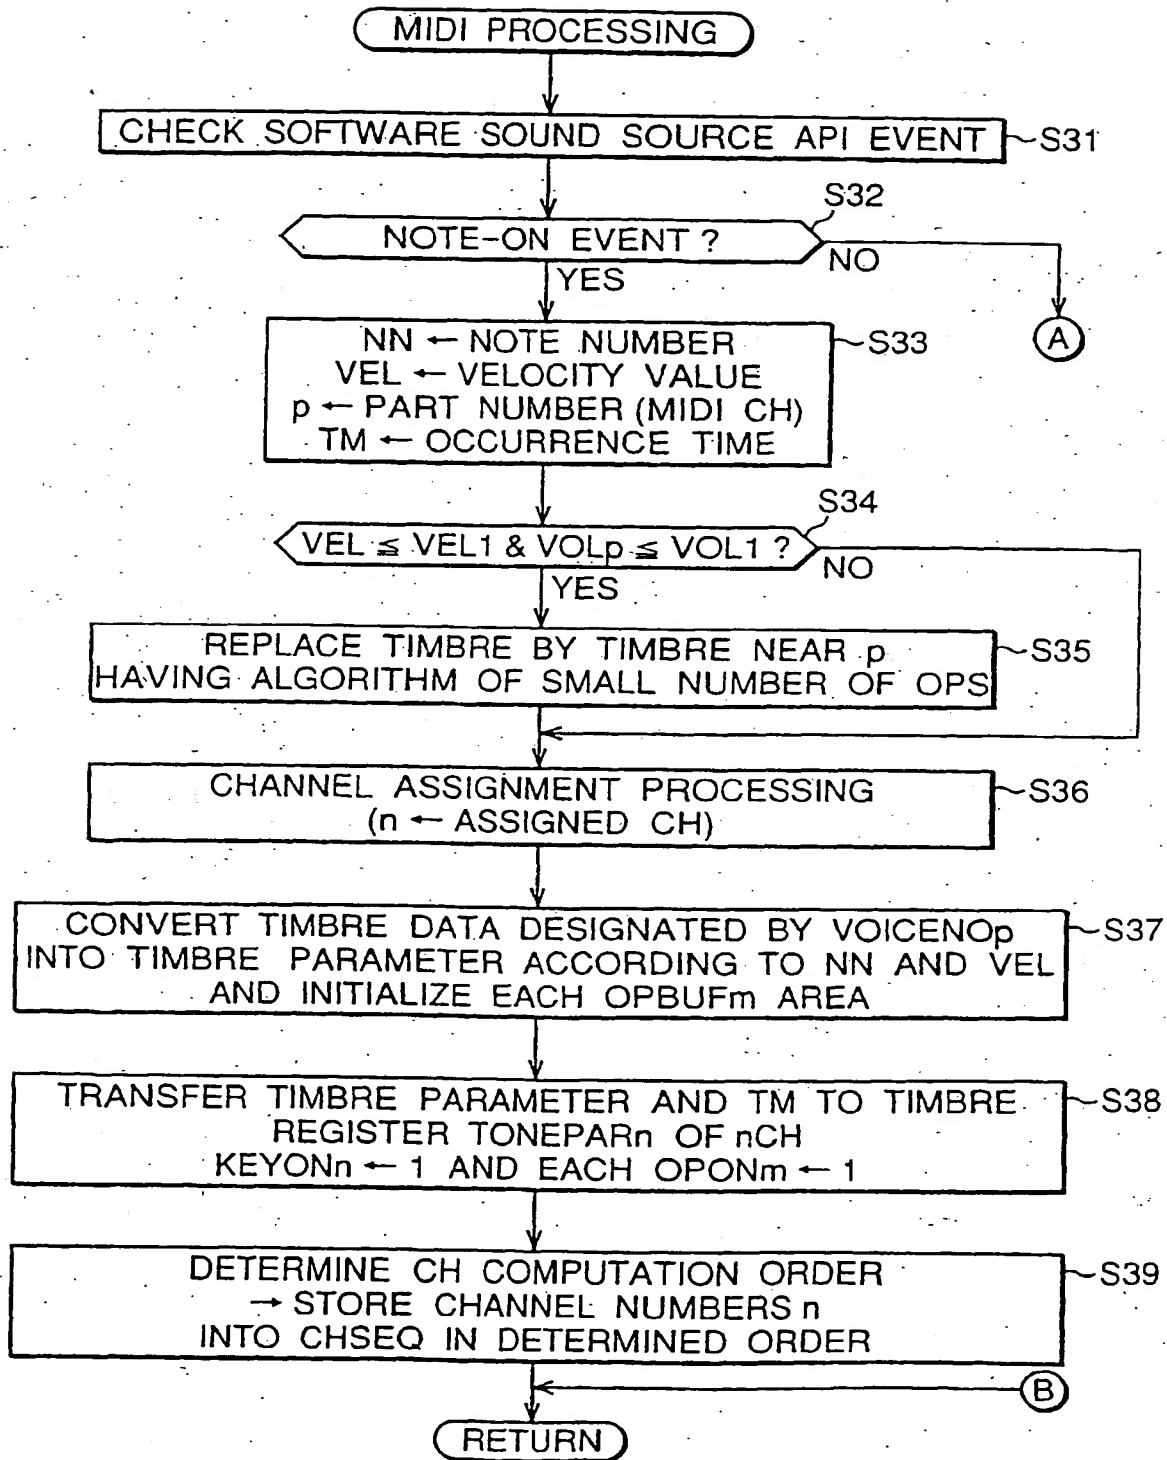 MIDI PROCESSING
CHECK SOFTWARE SOUND SOURCE API EVENT
S31
S32
NOTE-ON EVENT ?
NO
YES
A
NN ← NOTE NUMBER
S33
VEL ← VELOCITY VALUE
p ← PART NUMBER (MIDI CH)
TM ← OCCURRENCE TIME
S34
VEL ≦ VEL1 & VOLp ≦ VOL1 ?
NO
YES
REPLACE TIMBRE BY TIMBRE NEAR p
S35
HAVING ALGORITHM OF SMALL NUMBER OF OPS
CHANNEL ASSIGNMENT PROCESSING
S36
(n ← ASSIGNED CH)
CONVERT TIMBRE DATA DESIGNATED BY VOICENOp
S37
INTO TIMBRE PARAMETER ACCORDING TO NN AND VEL
AND INITIALIZE EACH OPBUFm AREA
TRANSFER TIMBRE PARAMETER AND TM TO TIMBRE
S38
REGISTER TONEPARn OF nCH
KEYONn ← 1 AND EACH OPONm ← 1
DETERMINE CH COMPUTATION ORDER
S39
→ STORE CHANNEL NUMBERS n
INTO CHSEQ IN DETERMINED ORDER
B
RETURN